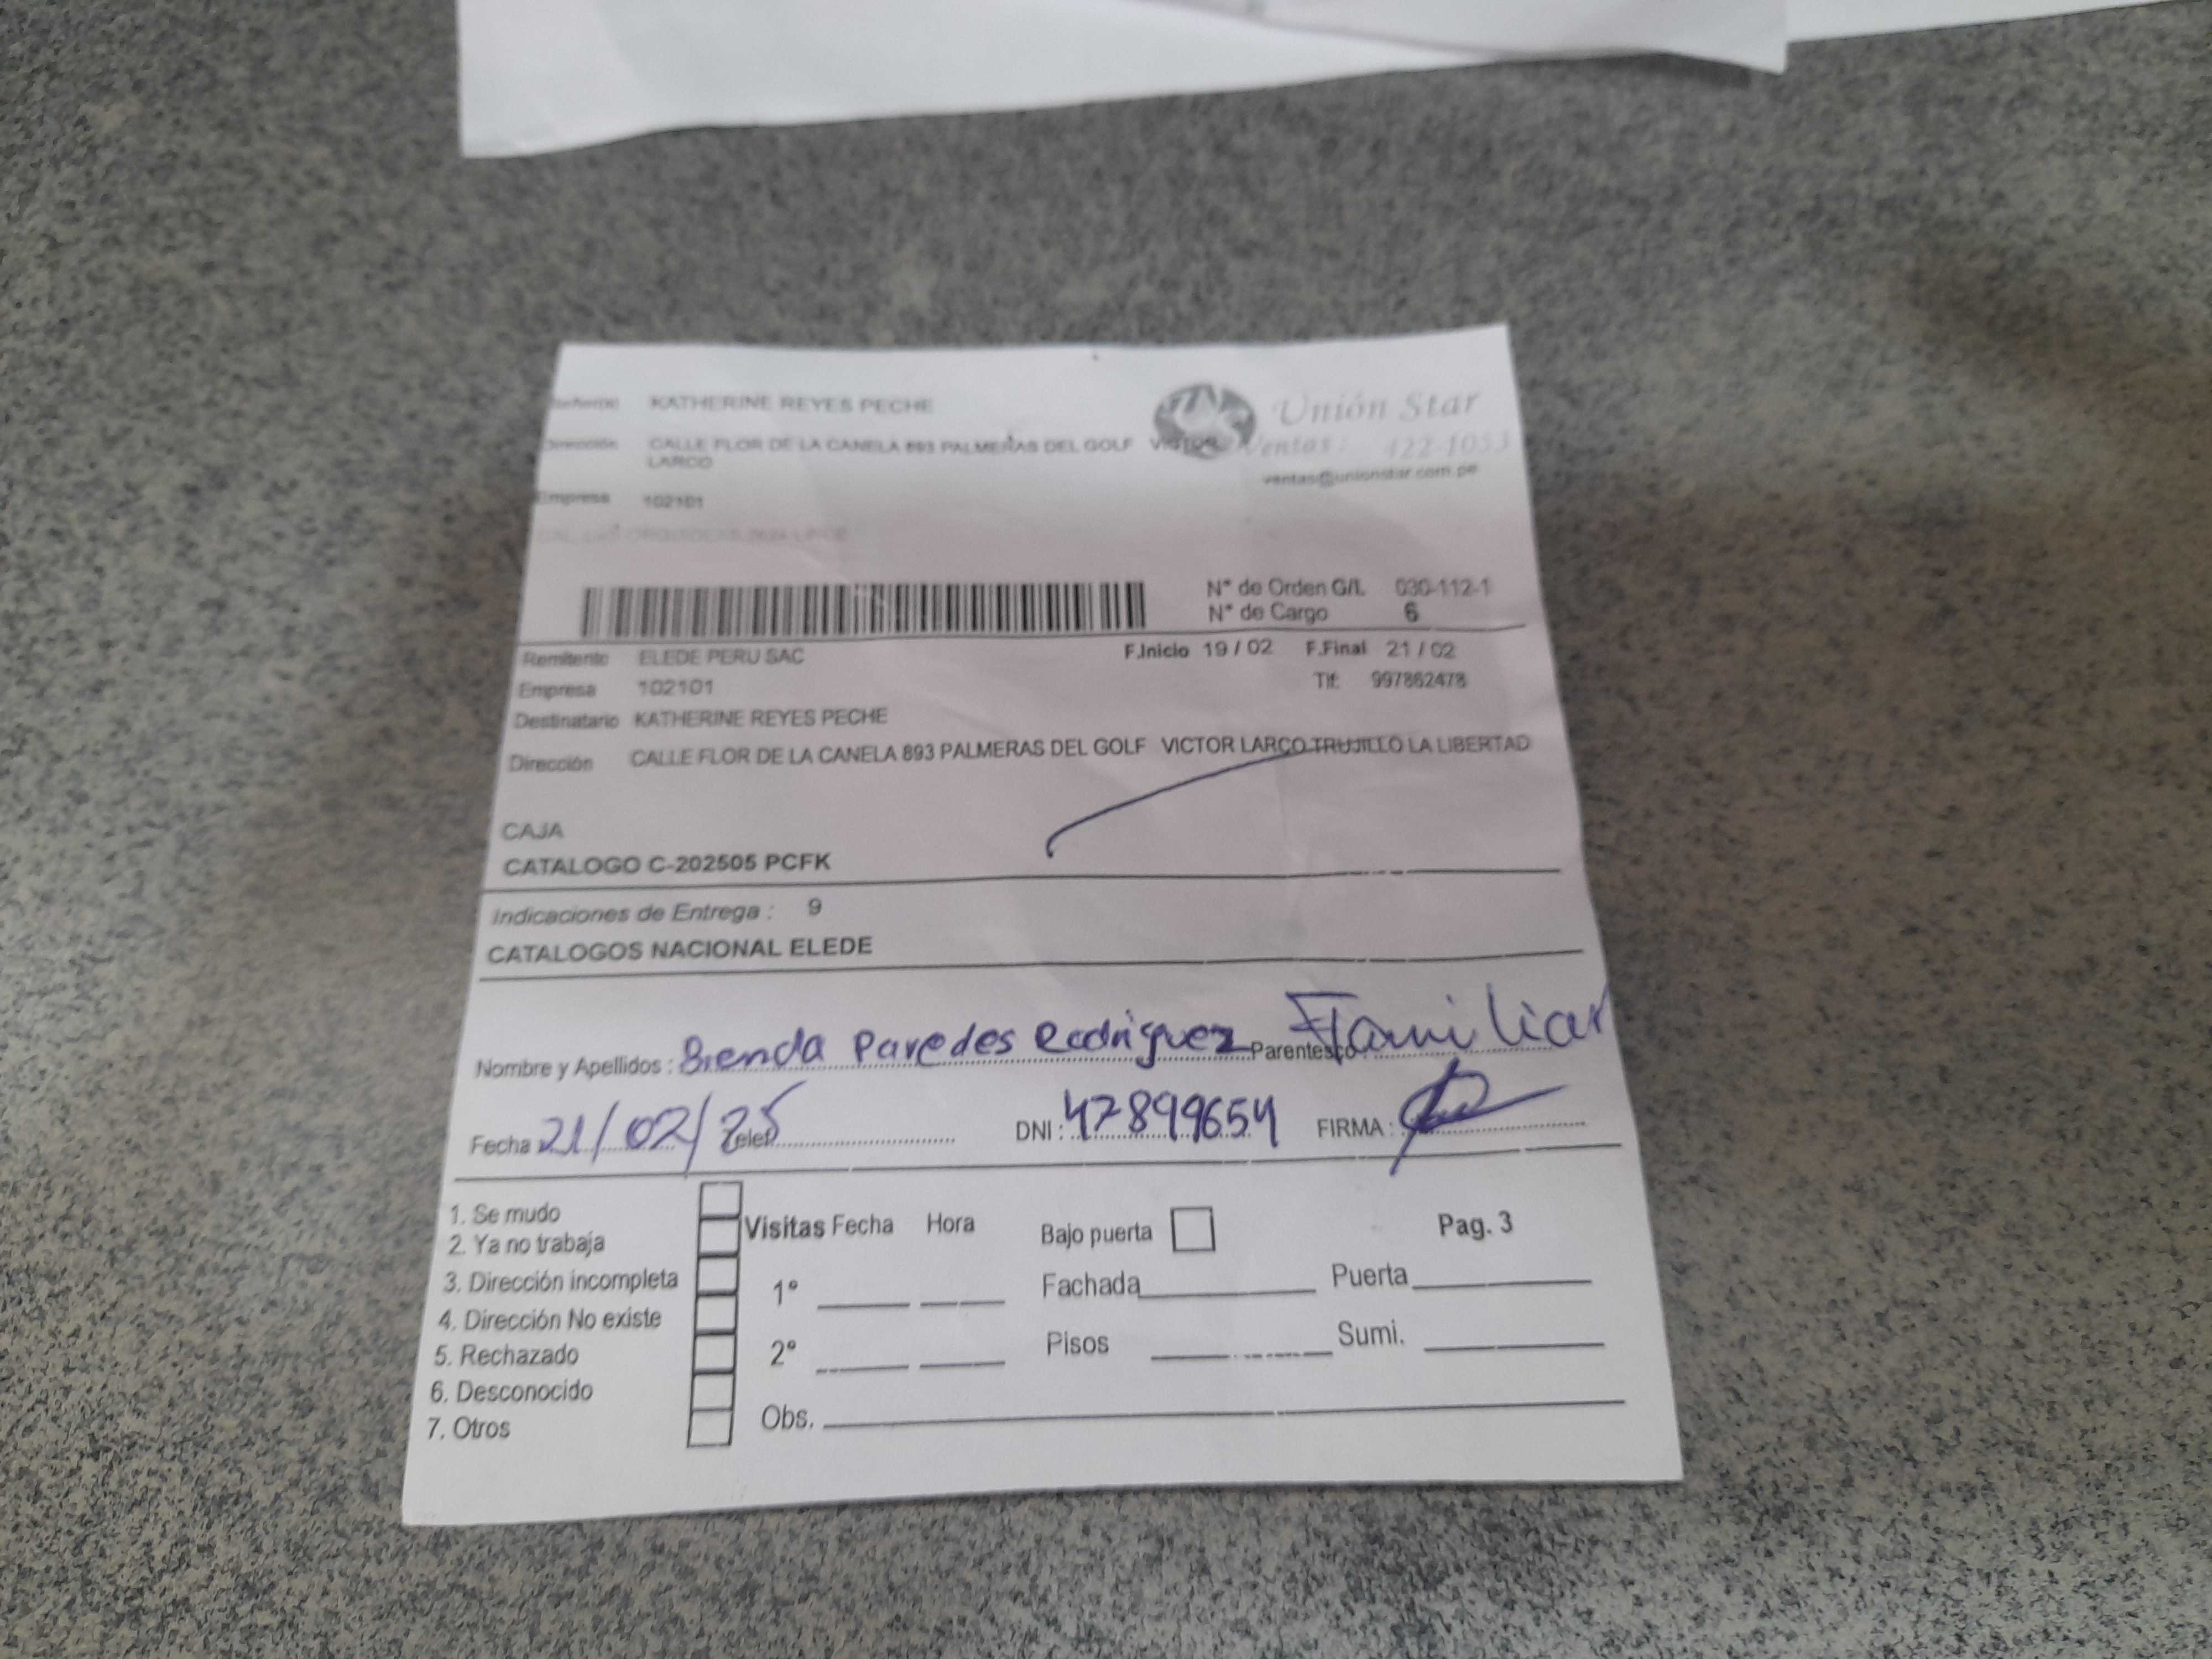 Señor(a) KATHERINE REYES PECHE
Unión Star
Dirección CALLE FLOR DE LA CANELA 893 PALMERAS DEL GOLF VICTOR
LARCO
Ventas: 422-1053
ventas@unionstar.com.pe
Empresa 102101
N° de Orden G/L 030-112-1
N° de Cargo 6
Remitente ELEDE PERU SAC F.Inicio 19 / 02 F.Final 21 / 02
Empresa 102101 Tlf: 997862478
Destinatario KATHERINE REYES PECHE
Dirección CALLE FLOR DE LA CANELA 893 PALMERAS DEL GOLF VICTOR LARCO TRUJILLO LA LIBERTAD
CAJA
CATALOGO C-202505 PCFK
Indicaciones de Entrega : 9
CATALOGOS NACIONAL ELEDE
Nombre y Apellidos : Brenda Paredes Rodriguez Parentesco Familiar
Fecha 21/02/25 Telef. DNI : 47899654 FIRMA :
1. Se mudo
2. Ya no trabaja
3. Dirección incompleta
4. Dirección No existe
5. Rechazado
6. Desconocido
7. Otros
Visitas Fecha Hora Bajo puerta Pag. 3
1° Fachada Puerta
2° Pisos Sumi.
Obs.